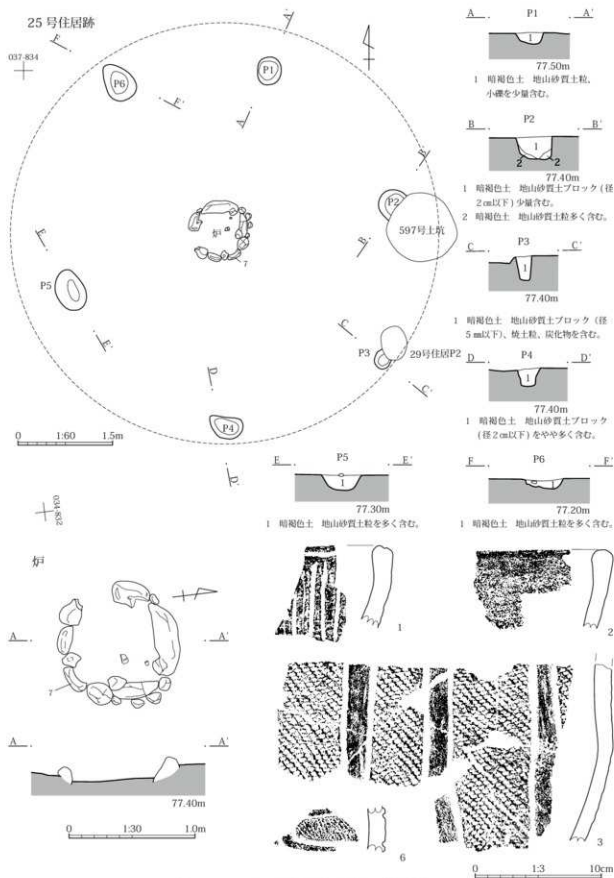 25 号住居跡
037-834
F
F'
A'
A
P6
P1
B'
B
P2
597号土坑
炉
7
E
E'
P5
C
C'
P3
29号住居P2
D
D'
P4
0 1:60 1.5m
034-832
A P1 A'
1
77.50m
1 暗褐色土 地山砂質土粒、
小礫を少量含む。
B P2 B'
1
2 2
77.40m
1 暗褐色土 地山砂質土ブロック (径
2㎝以下) 少量含む。
2 暗褐色土 地山砂質土粒多く含む。
C P3 C'
1
77.40m
1 暗褐色土 地山砂質土ブロック (径
5㎜以下)、焼土粒、炭化物を含む。
D P4 D'
1
77.40m
1 暗褐色土 地山砂質土ブロック
(径2㎝以下) をやや多く含む。
E P5 E'
1
77.30m
1 暗褐色土 地山砂質土粒を多く含む。
F P6 F'
1
77.20m
1 暗褐色土 地山砂質土粒を多く含む。
炉
A A'
7
A A'
77.40m
0 1:30 1.0m
1
2
3
6
0 1:3 10cm